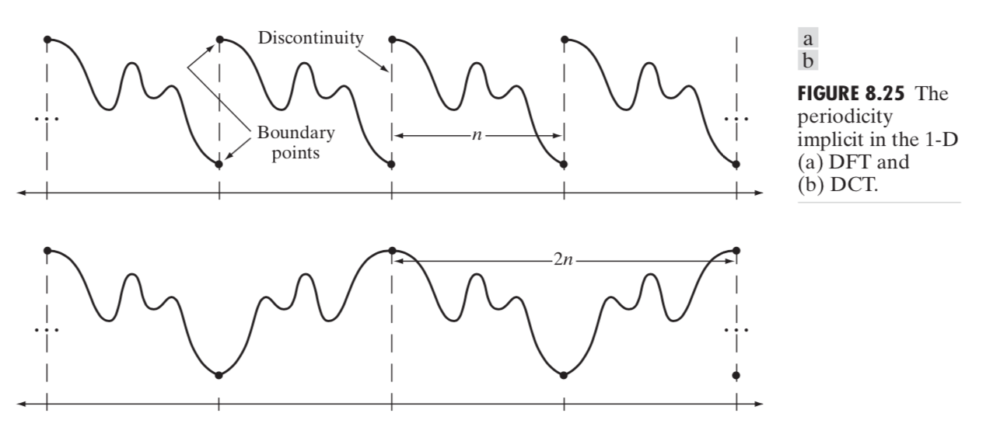 Discontinuity
...
Boundary
points
n
...
2n
...
...
a
b
FIGURE 8.25 The
periodicity
implicit in the 1-D
(a) DFT and
(b) DCT.